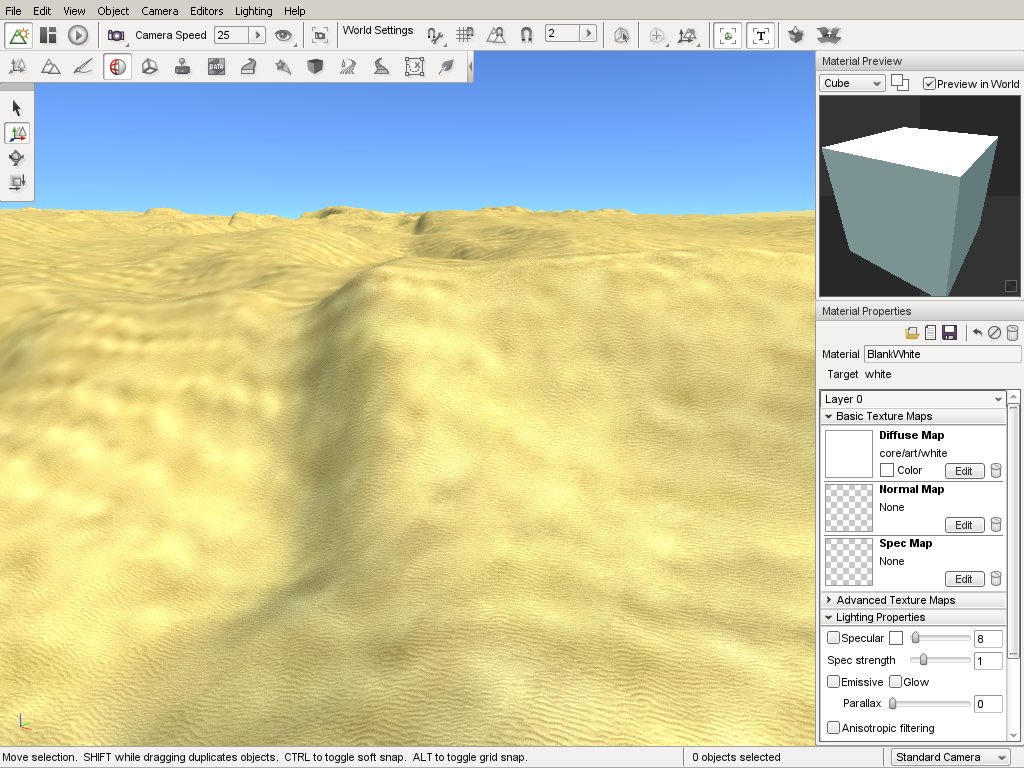 File Edit View Object Camera Editors Lighting Help
Camera Speed 25 World Settings 2 T
DATA
Material Preview
Cube Preview in World
Material Properties
Material BlankWhite
Target white
Layer 0
Basic Texture Maps
Diffuse Map
core/art/white
Color Edit
Normal Map
None
Edit
Spec Map
None
Edit
Advanced Texture Maps
Lighting Properties
Specular 8
Spec strength 1
Emissive Glow
Parallax 0
Anisotropic filtering
Move selection. SHIFT while dragging duplicates objects. CTRL to toggle soft snap. ALT to toggle grid snap. 0 objects selected Standard Camera